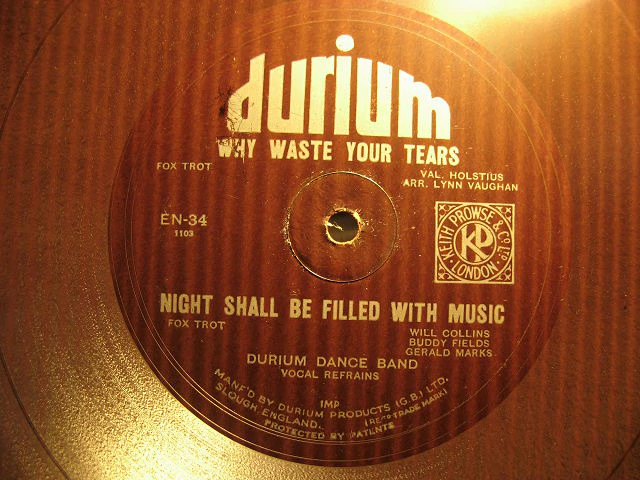 durium
WHY WASTE YOUR TEARS
FOX TROT
VAL. HOLSTIUS
ARR. LYNN VAUGHAN
EN-34
1103
KEITH PROWSE & Co Ltd
KP
LONDON
NIGHT SHALL BE FILLED WITH MUSIC
FOX TROT
WILL COLLINS
BUDDY FIELDS
GERALD MARKS
DURIUM DANCE BAND
VOCAL REFRAINS
IMP
MANF'D BY DURIUM PRODUCTS (G.B.) LTD.
SLOUGH, ENGLAND.
(REGD TRADE MARK)
PROTECTED BY PATENTS